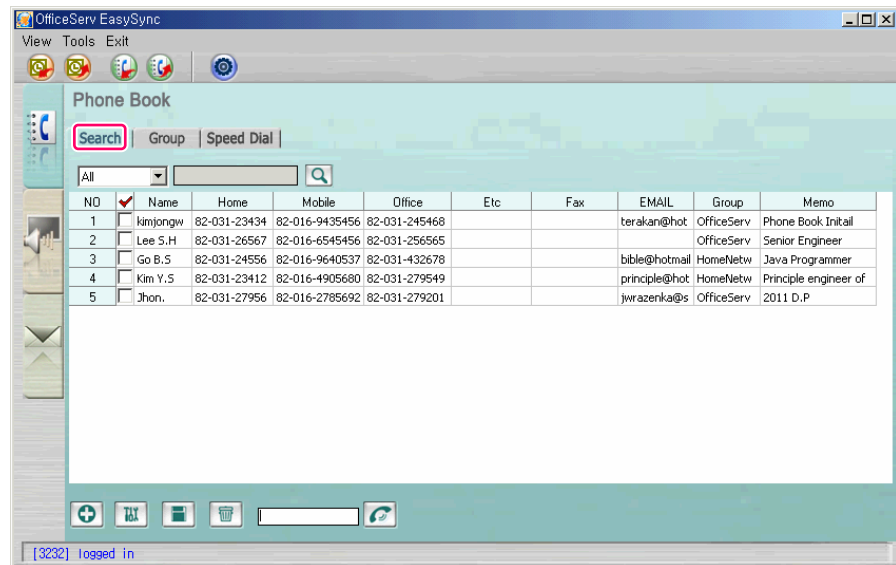 OfficeServ EasySync
View Tools Exit
Phone Book
Search | Group | Speed Dial |
All
NO Name Home Mobile Office Etc Fax EMAIL Group Memo
1 kimjongw 82-031-23434 82-016-9435456 82-031-245468 terakan@hot OfficeServ Phone Book Initail
2 Lee S.H 82-031-26567 82-016-6545456 82-031-256565 OfficeServ Senior Engineer
3 Go B.S 82-031-24556 82-016-9640537 82-031-432678 bible@hotmail HomeNetw Java Programmer
4 Kim Y.S 82-031-23412 82-016-4905680 82-031-279549 principle@hot HomeNetw Principle engineer of
5 Jhon. 82-031-27956 82-016-2785692 82-031-279201 jwrazenka@s OfficeServ 2011 D.P
[3232] logged in